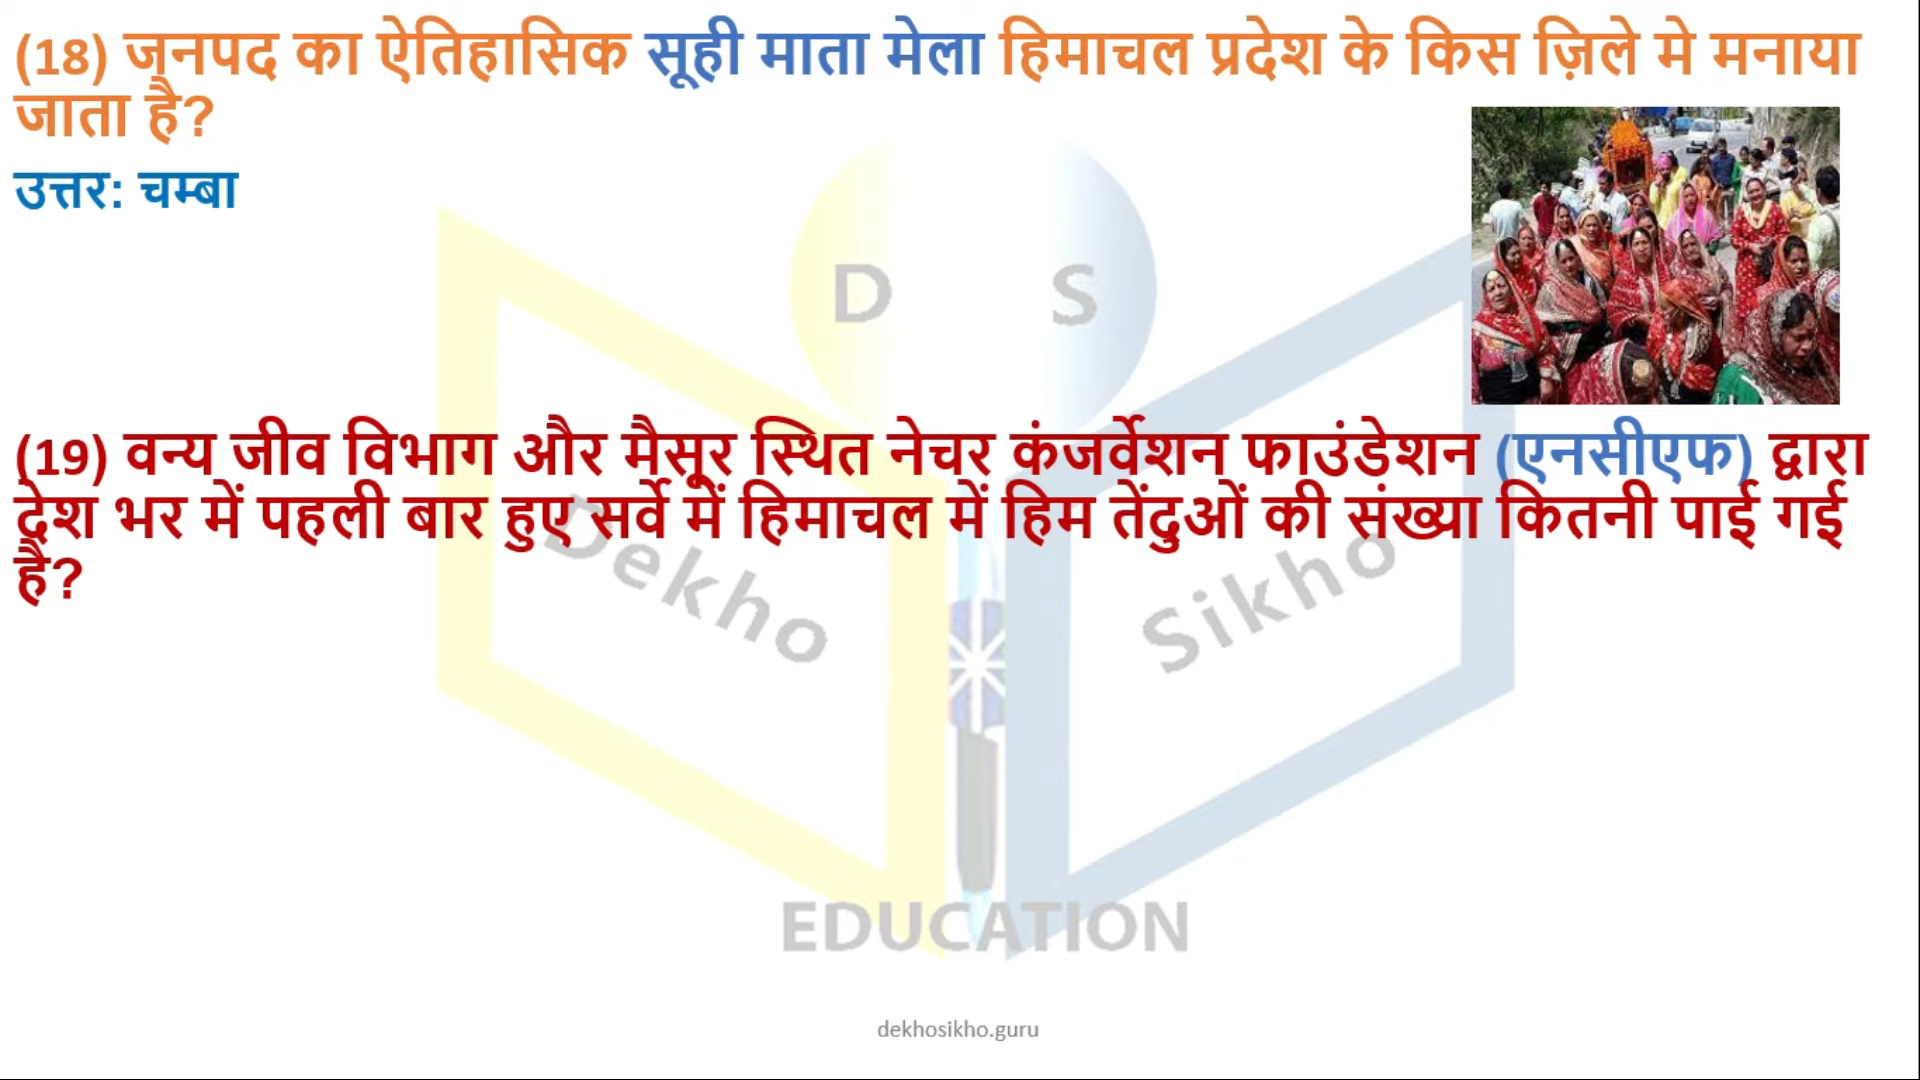 (18) जनपद का ऐतिहासिक सूही माता मेला हिमाचल प्रदेश के किस ज़िले मे मनाया
जाता है?
उत्तर: चम्बा
D S
(19) वन्य जीव विभाग और मैसूर स्थित नेचर कंजर्वेशन फाउंडेशन (एनसीएफ) द्वारा
देश भर में पहली बार हुए सर्वे में हिमाचल में हिम तेंदुओं की संख्या कितनी पाई गई
है?
Dekho Sikho
EDUCATION
dekhosikho.guru